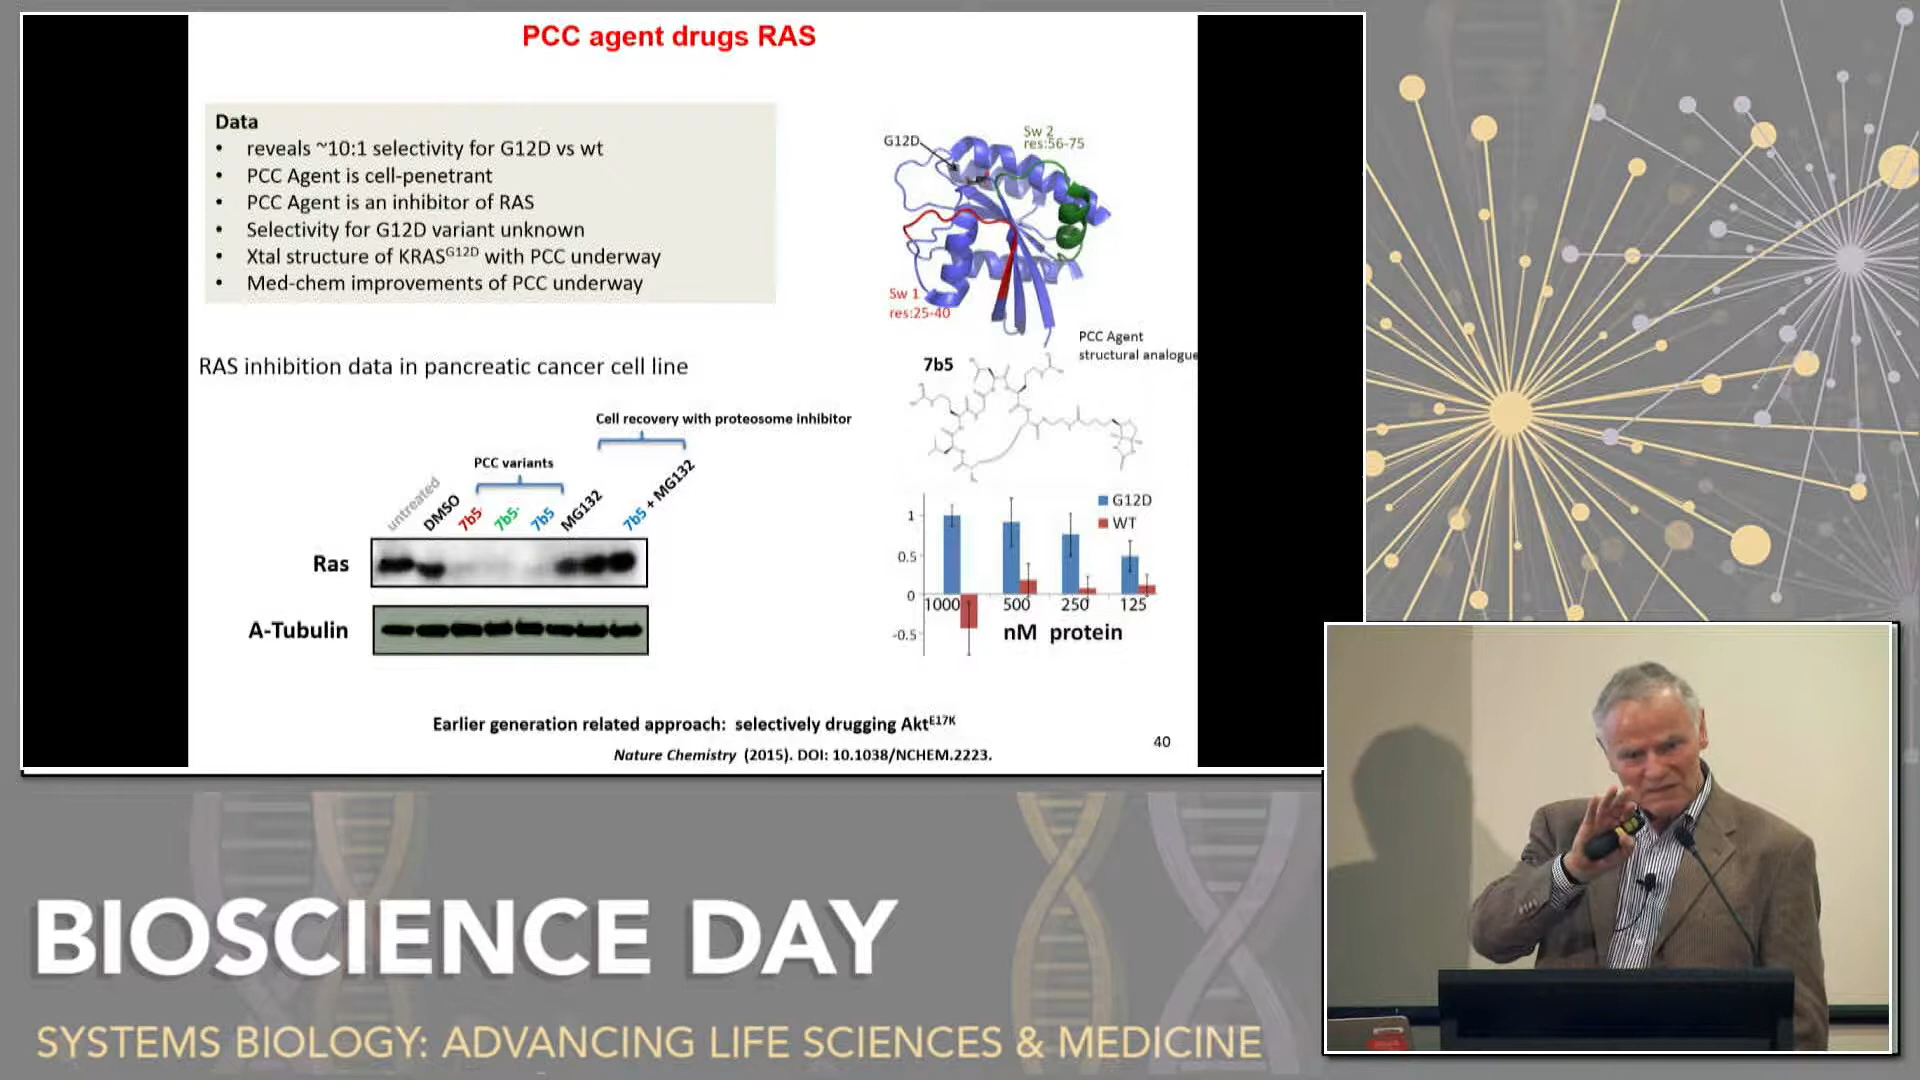 PCC agent drugs RAS
Data
• reveals ~10:1 selectivity for G12D vs wt
• PCC Agent is cell-penetrant
• PCC Agent is an inhibitor of RAS
• Selectivity for G12D variant unknown
• Xtal structure of KRASG12D with PCC underway
• Med-chem improvements of PCC underway
G12D
Sw 2
res:56-75
Sw 1
res:25-40
PCC Agent
structural analogue
7b5
RAS inhibition data in pancreatic cancer cell line
Cell recovery with proteosome inhibitor
PCC variants
untreated
DMSO
7b5
7b5
7b5
MG132
7b5 + MG132
Ras
A-Tubulin
G12D
WT
1
0.5
0
-0.5
1000
500
250
125
nM protein
Earlier generation related approach: selectively drugging AktE17K
Nature Chemistry (2015). DOI: 10.1038/NCHEM.2223.
40
BIOSCIENCE DAY
SYSTEMS BIOLOGY: ADVANCING LIFE SCIENCES & MEDICINE